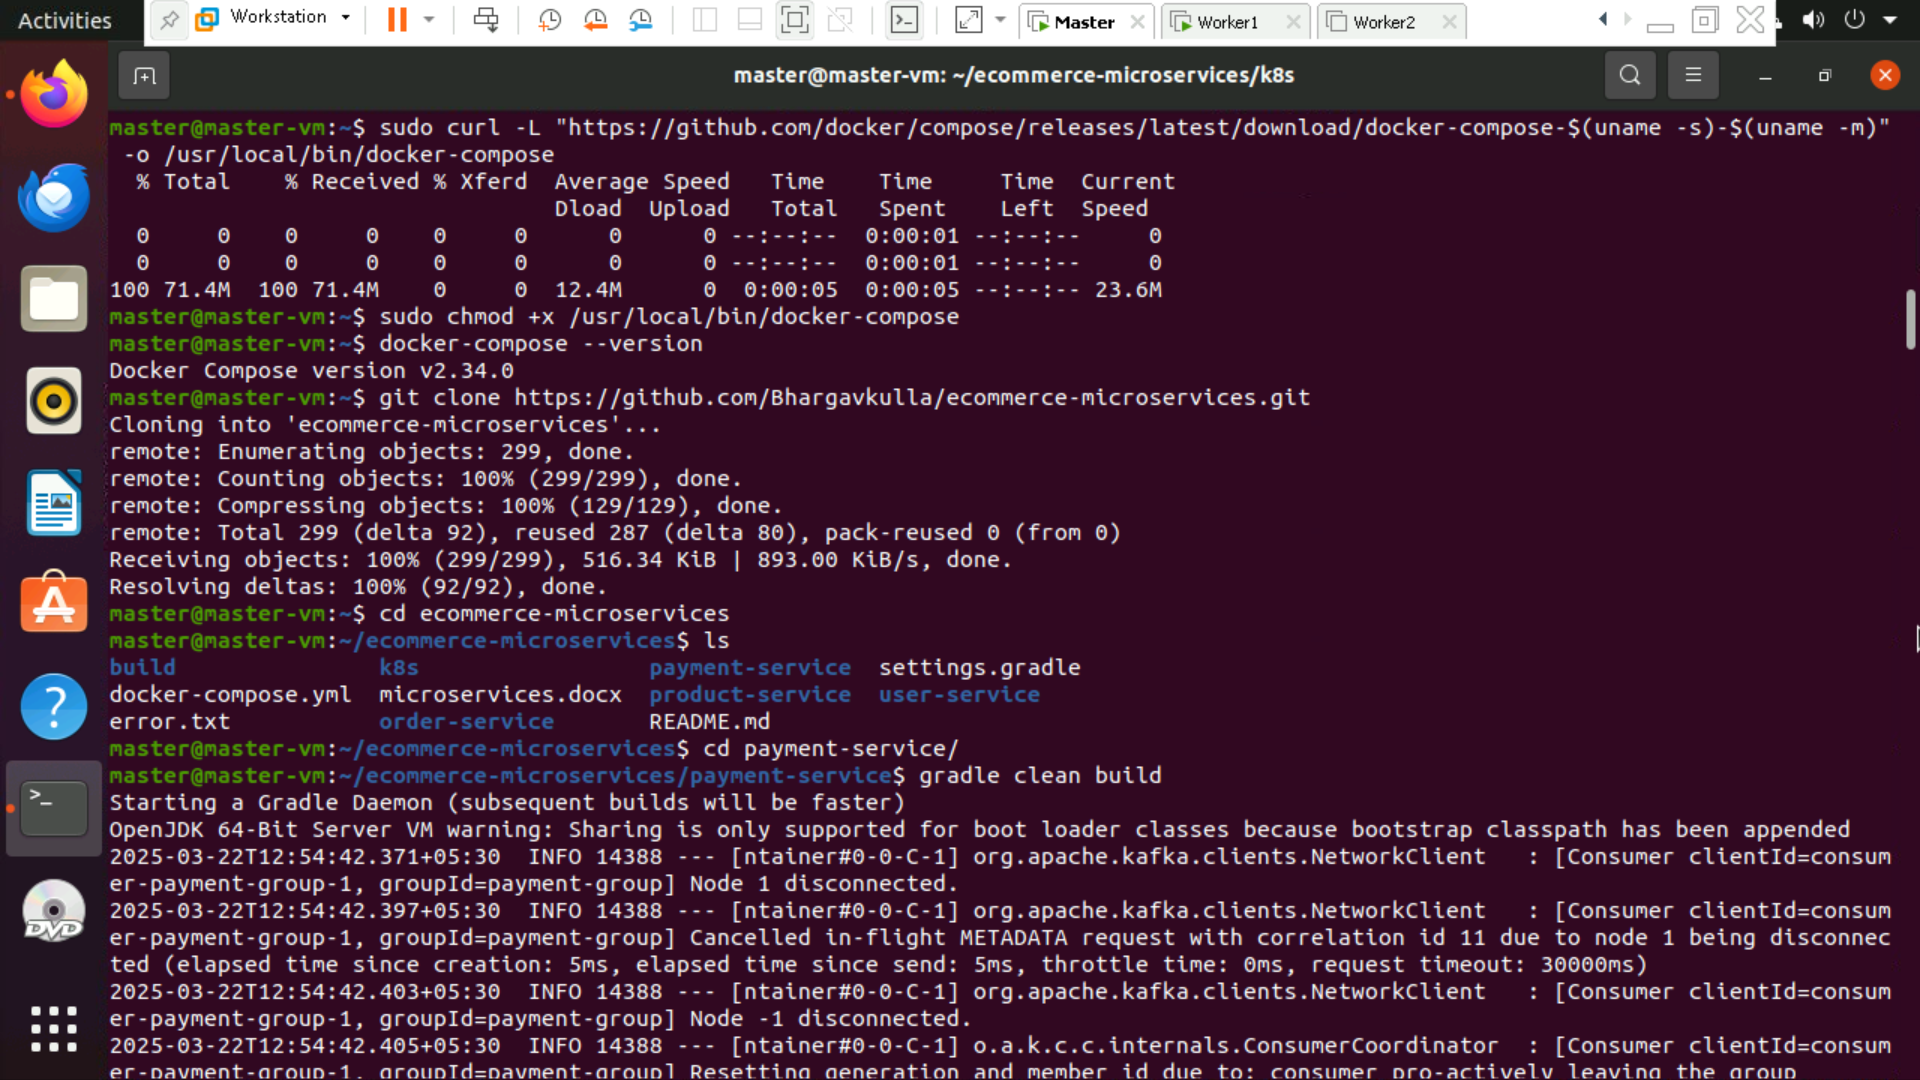 Activities
Workstation
Master
Worker1
Worker2
master@master-vm: ~/ecommerce-microservices/k8s
master@master-vm:~$ sudo curl -L "https://github.com/docker/compose/releases/latest/download/docker-compose-$(uname -s)-$(uname -m)"
-o /usr/local/bin/docker-compose
% Total    % Received % Xferd  Average Speed   Time    Time     Time  Current
Dload  Upload   Total   Spent    Left  Speed
0     0    0     0    0     0      0      0 --:--:--  0:00:01 --:--:--     0
0     0    0     0    0     0      0      0 --:--:--  0:00:01 --:--:--     0
100 71.4M  100 71.4M    0     0  12.4M      0  0:00:05  0:00:05 --:--:-- 23.6M
master@master-vm:~$ sudo chmod +x /usr/local/bin/docker-compose
master@master-vm:~$ docker-compose --version
Docker Compose version v2.34.0
master@master-vm:~$ git clone https://github.com/Bhargavkulla/ecommerce-microservices.git
Cloning into 'ecommerce-microservices'...
remote: Enumerating objects: 299, done.
remote: Counting objects: 100% (299/299), done.
remote: Compressing objects: 100% (129/129), done.
remote: Total 299 (delta 92), reused 287 (delta 80), pack-reused 0 (from 0)
Receiving objects: 100% (299/299), 516.34 KiB | 893.00 KiB/s, done.
Resolving deltas: 100% (92/92), done.
master@master-vm:~$ cd ecommerce-microservices
master@master-vm:~/ecommerce-microservices$ ls
build               k8s                 payment-service  settings.gradle
docker-compose.yml  microservices.docx  product-service  user-service
error.txt           order-service       README.md
master@master-vm:~/ecommerce-microservices$ cd payment-service/
master@master-vm:~/ecommerce-microservices/payment-service$ gradle clean build
Starting a Gradle Daemon (subsequent builds will be faster)
OpenJDK 64-Bit Server VM warning: Sharing is only supported for boot loader classes because bootstrap classpath has been appended
2025-03-22T12:54:42.371+05:30  INFO 14388 --- [ntainer#0-0-C-1] org.apache.kafka.clients.NetworkClient   : [Consumer clientId=consum
er-payment-group-1, groupId=payment-group] Node 1 disconnected.
2025-03-22T12:54:42.397+05:30  INFO 14388 --- [ntainer#0-0-C-1] org.apache.kafka.clients.NetworkClient   : [Consumer clientId=consum
er-payment-group-1, groupId=payment-group] Cancelled in-flight METADATA request with correlation id 11 due to node 1 being disconnec
ted (elapsed time since creation: 5ms, elapsed time since send: 5ms, throttle time: 0ms, request timeout: 30000ms)
2025-03-22T12:54:42.403+05:30  INFO 14388 --- [ntainer#0-0-C-1] org.apache.kafka.clients.NetworkClient   : [Consumer clientId=consum
er-payment-group-1, groupId=payment-group] Node -1 disconnected.
2025-03-22T12:54:42.405+05:30  INFO 14388 --- [ntainer#0-0-C-1] o.a.k.c.c.internals.ConsumerCoordinator  : [Consumer clientId=consum
er-payment-group-1, groupId=payment-group] Resetting generation and member id due to: consumer pro-actively leaving the group
DVD